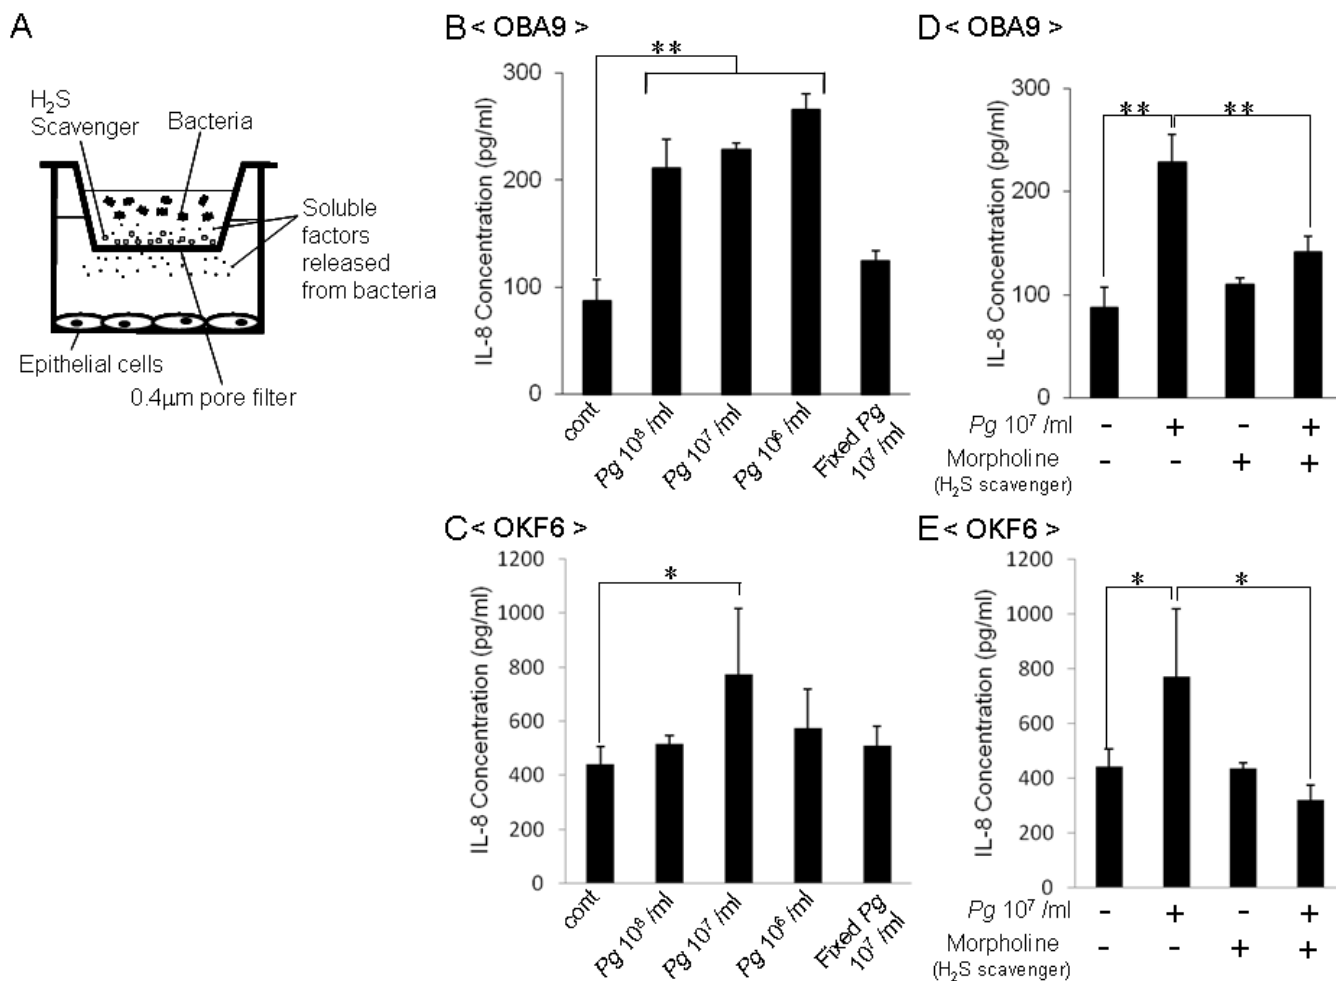 A
H₂S
Scavenger
Bacteria
Soluble
factors
released
from bacteria
Epithelial cells
0.4µm pore filter
B < OBA9 >
**
IL-8 Concentration (pg/ml)
300
200
100
0
cont
Pg 10⁸ /ml
Pg 10⁷ /ml
Pg 10⁶ /ml
Fixed Pg
10⁷ /ml
C < OKF6 >
*
IL-8 Concentration (pg/ml)
1200
1000
800
600
400
200
0
cont
Pg 10⁸ /ml
Pg 10⁷ /ml
Pg 10⁶ /ml
Fixed Pg
10⁷ /ml
D < OBA9 >
** **
IL-8 Concentration (pg/ml)
300
200
100
0
Pg 10⁷ /ml - + - +
Morpholine - - + +
(H₂S scavenger)
E < OKF6 >
* *
IL-8 Concentration (pg/ml)
1200
1000
800
600
400
200
0
Pg 10⁷ /ml - + - +
Morpholine - - + +
(H₂S scavenger)